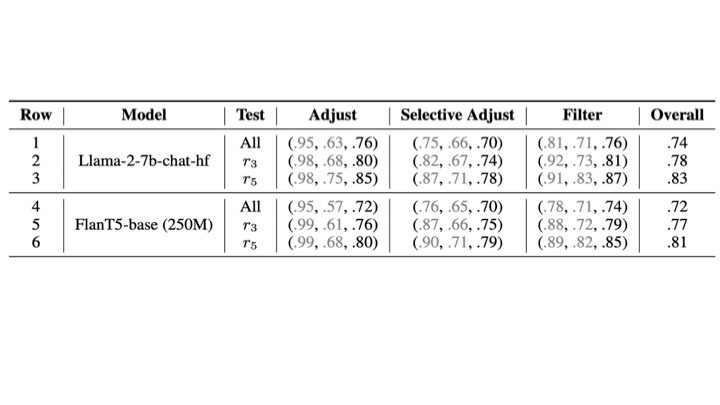 Row Model Test Adjust Selective Adjust Filter Overall
1 All (.95, .63, .76) (.75, .66, .70) (.81, .71, .76) .74
2 Llama-2-7b-chat-hf r3 (.98, .68, .80) (.82, .67, .74) (.92, .73, .81) .78
3 r5 (.98, .75, .85) (.87, .71, .78) (.91, .83, .87) .83
4 All (.95, .57, .72) (.76, .65, .70) (.78, .71, .74) .72
5 FlanT5-base (250M) r3 (.99, .61, .76) (.87, .66, .75) (.88, .72, .79) .77
6 r5 (.99, .68, .80) (.90, .71, .79) (.89, .82, .85) .81